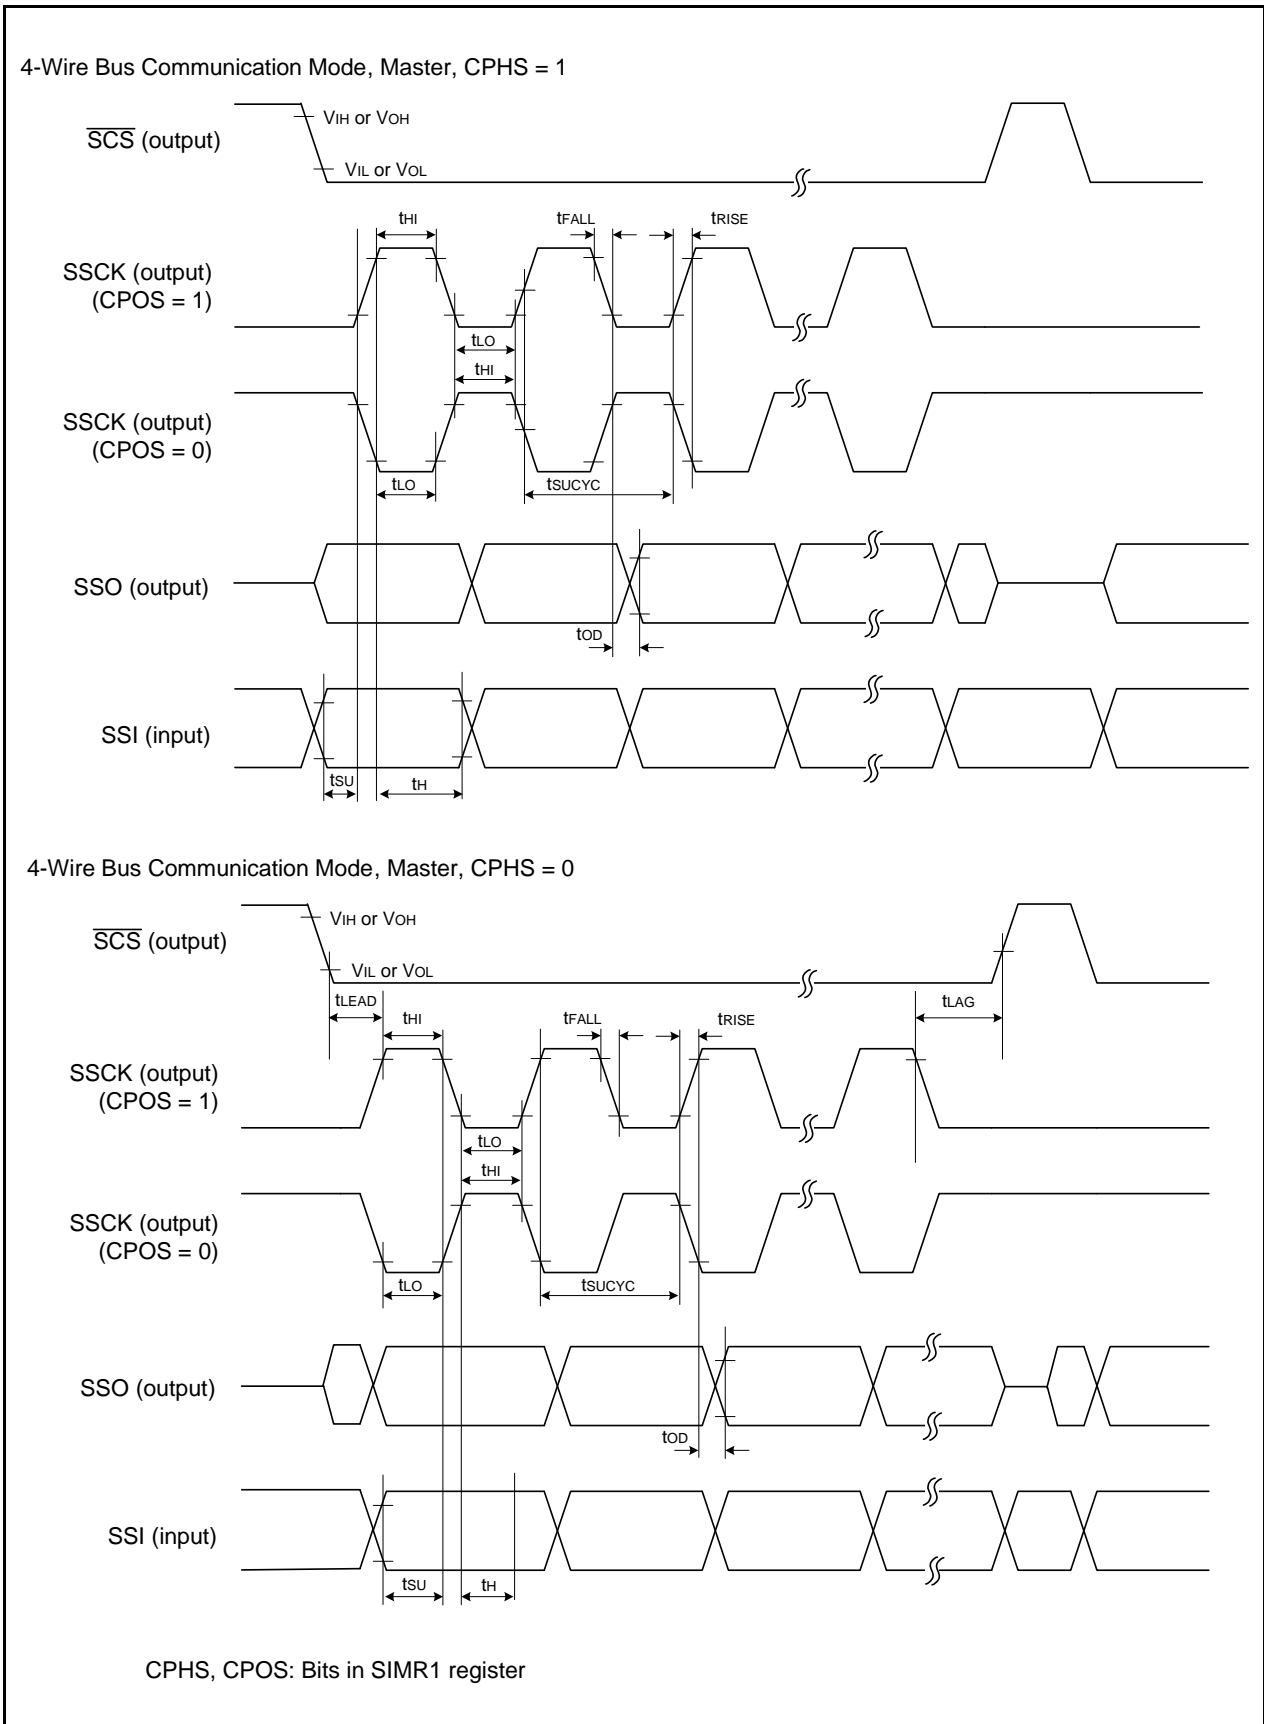 4-Wire Bus Communication Mode, Master, CPHS = 1
VIH or VOH
SCS (output)
VIL or VOL
tHI
tFALL
tRISE
SSCK (output)
(CPOS = 1)
tLO
tHI
SSCK (output)
(CPOS = 0)
tLO
tSUCYC
SSO (output)
tOD
SSI (input)
tSU
tH
4-Wire Bus Communication Mode, Master, CPHS = 0
VIH or VOH
SCS (output)
VIL or VOL
tLEAD
tHI
tFALL
tRISE
tLAG
SSCK (output)
(CPOS = 1)
tLO
tHI
SSCK (output)
(CPOS = 0)
tLO
tSUCYC
SSO (output)
tOD
SSI (input)
tSU
tH
CPHS, CPOS: Bits in SIMR1 register